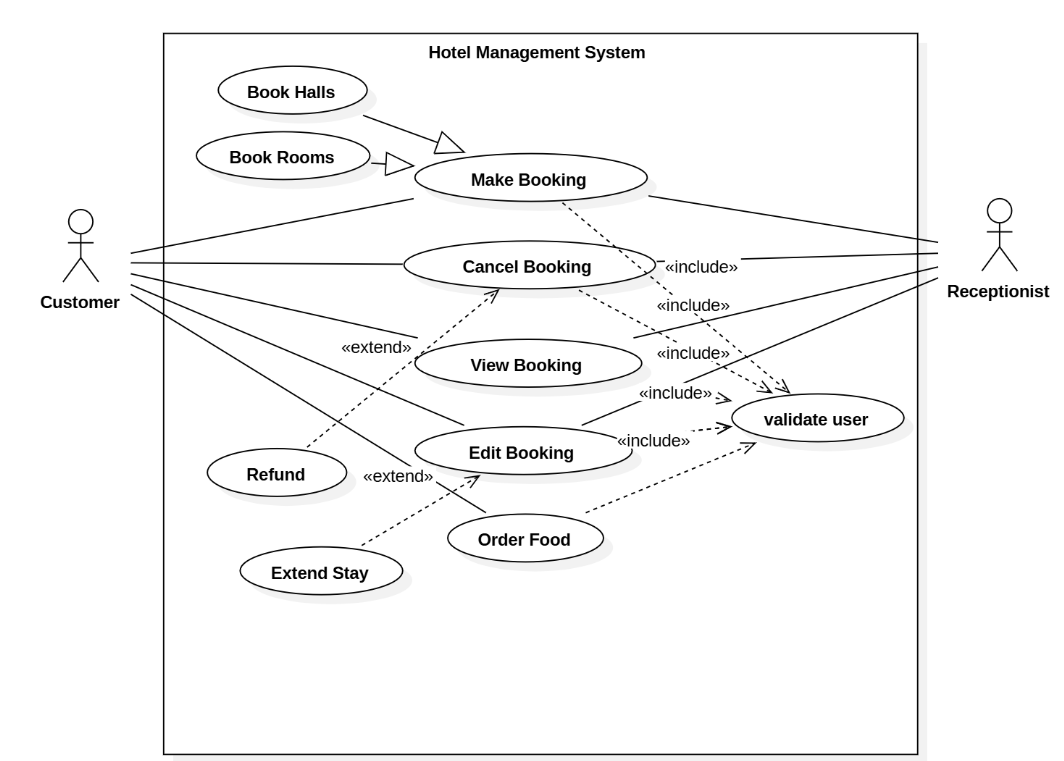 Hotel Management System
Book Halls
Book Rooms
Make Booking
Cancel Booking
«include»
«include»
«extend»
«include»
View Booking
«include»
validate user
Edit Booking
«include»
Refund
«extend»
Order Food
Extend Stay
Customer
Receptionist